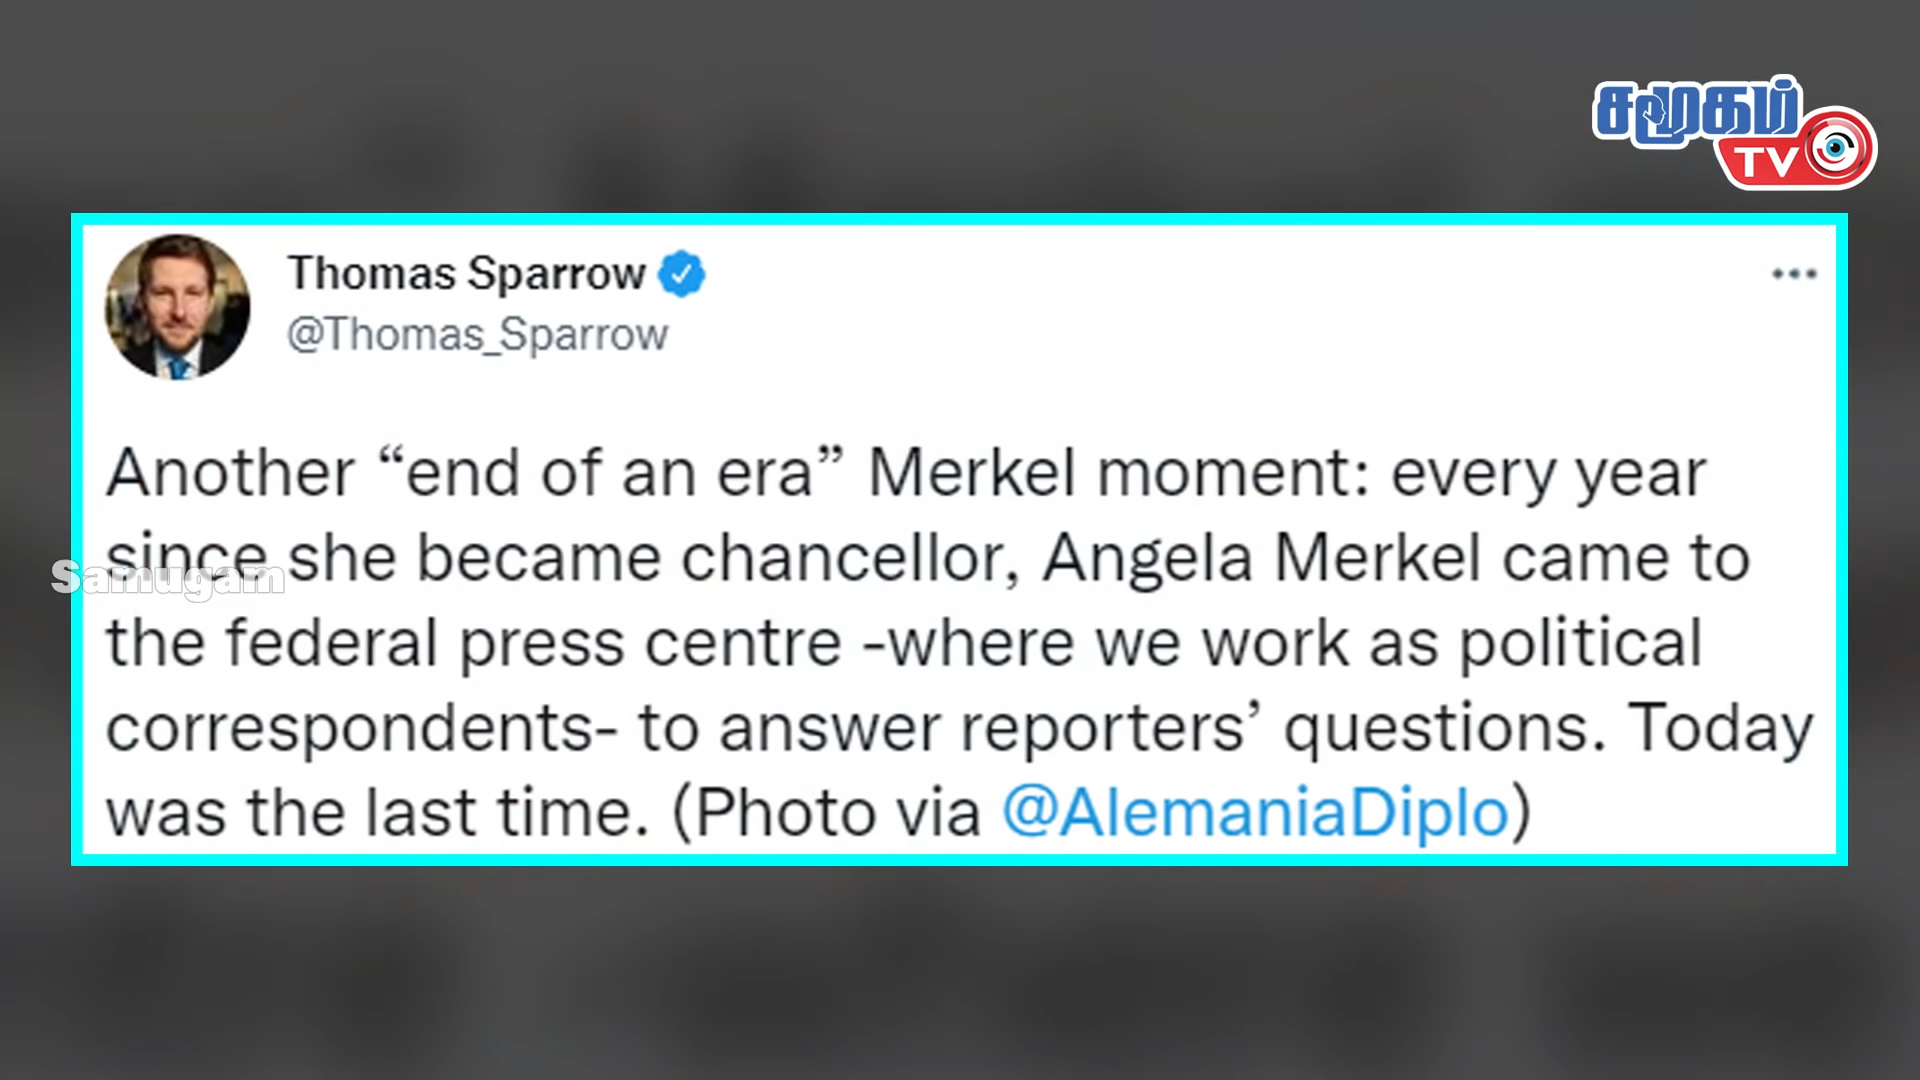 சமூகம்
TV
Thomas Sparrow
@Thomas_Sparrow
Another “end of an era” Merkel moment: every year
since she became chancellor, Angela Merkel came to
Samugam
the federal press centre -where we work as political
correspondents- to answer reporters’ questions. Today
was the last time. (Photo via @AlemaniaDiplo)